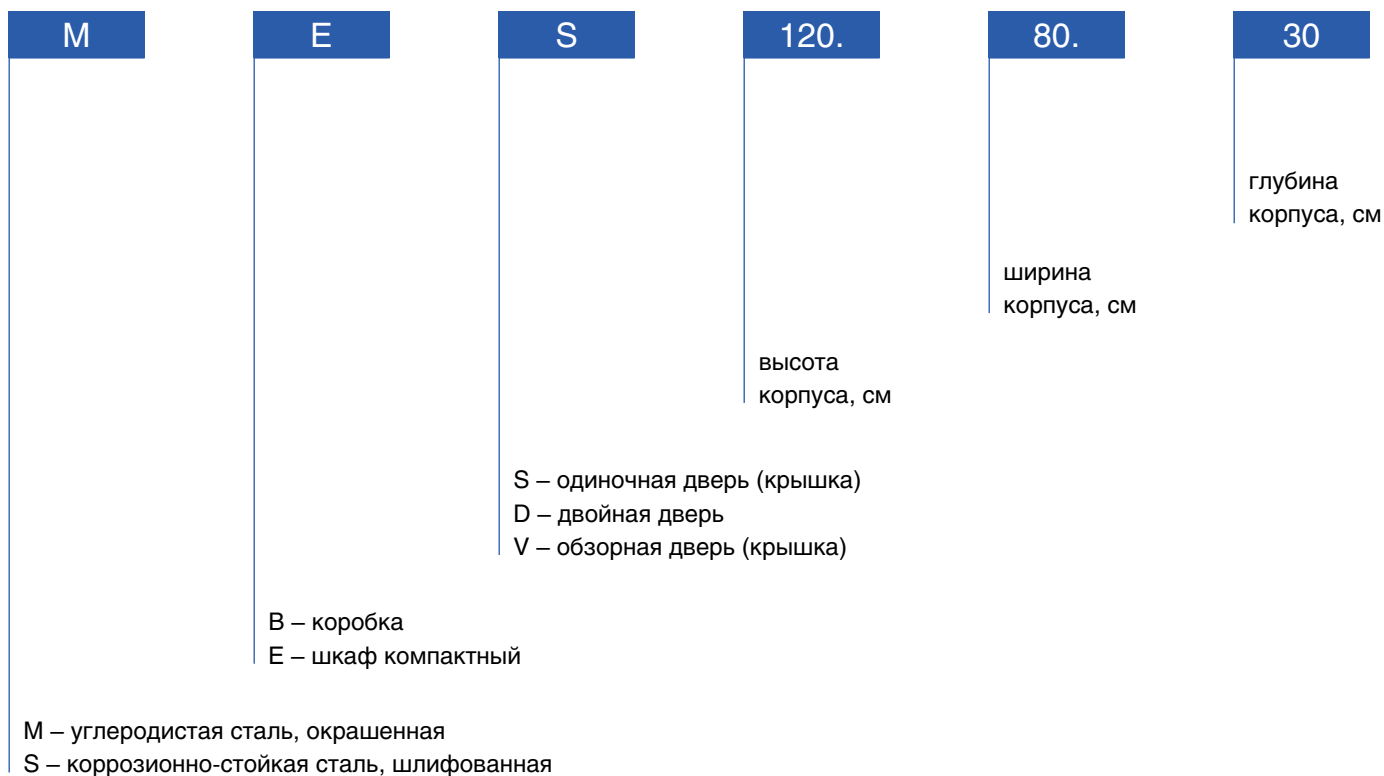 M E S 120. 80. 30
глубина
корпуса, см
ширина
корпуса, см
высота
корпуса, см
S – одиночная дверь (крышка)
D – двойная дверь
V – обзорная дверь (крышка)
B – коробка
E – шкаф компактный
M – углеродистая сталь, окрашенная
S – коррозионно-стойкая сталь, шлифованная